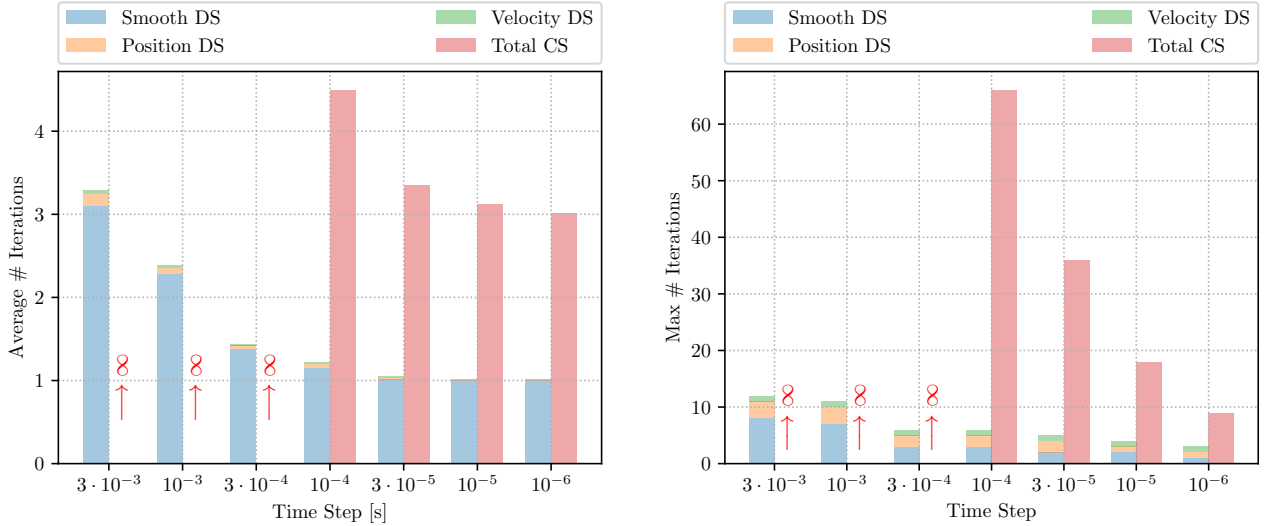 Smooth DS
Velocity DS
Position DS
Total CS
Average # Iterations
4
3
2
1
0
→ ∞
→ ∞
→ ∞
3 · 10⁻³
10⁻³
3 · 10⁻⁴
10⁻⁴
3 · 10⁻⁵
10⁻⁵
10⁻⁶
Time Step [s]
Smooth DS
Velocity DS
Position DS
Total CS
Max # Iterations
60
50
40
30
20
10
0
→ ∞
→ ∞
→ ∞
3 · 10⁻³
10⁻³
3 · 10⁻⁴
10⁻⁴
3 · 10⁻⁵
10⁻⁵
10⁻⁶
Time Step